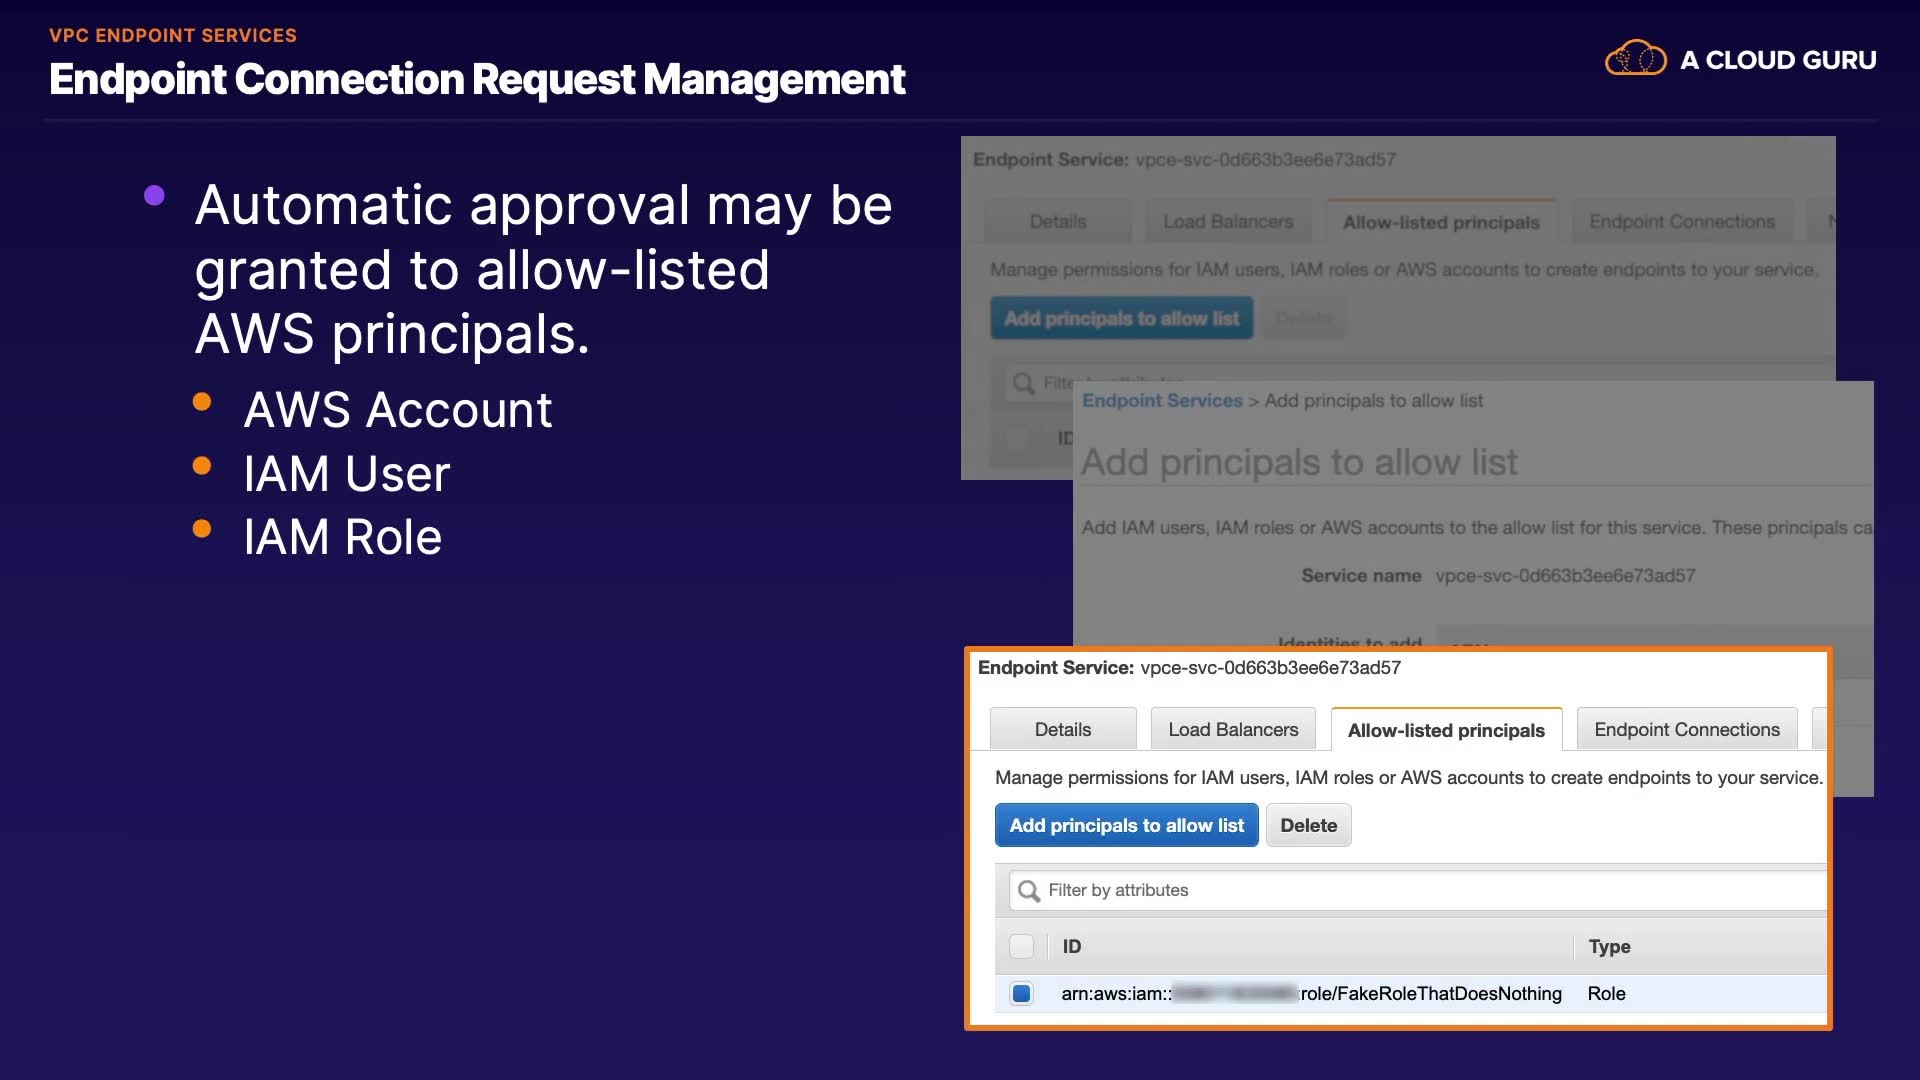 VPC ENDPOINT SERVICES
Endpoint Connection Request Management
A CLOUD GURU
Automatic approval may be
granted to allow-listed
AWS principals.
AWS Account
IAM User
IAM Role
Endpoint Service: vpce-svc-0d663b3ee6e73ad57
Details Load Balancers Allow-listed principals Endpoint Connections
Manage permissions for IAM users, IAM roles or AWS accounts to create endpoints to your service.
Add principals to allow list Delete
Filter by attributes
ID
Endpoint Services > Add principals to allow list
Add principals to allow list
Add IAM users, IAM roles or AWS accounts to the allow list for this service. These principals ca
Service name vpce-svc-0d663b3ee6e73ad57
Identities to add
Endpoint Service: vpce-svc-0d663b3ee6e73ad57
Details Load Balancers Allow-listed principals Endpoint Connections
Manage permissions for IAM users, IAM roles or AWS accounts to create endpoints to your service.
Add principals to allow list Delete
Filter by attributes
ID Type
arn:aws:iam:: :role/FakeRoleThatDoesNothing Role